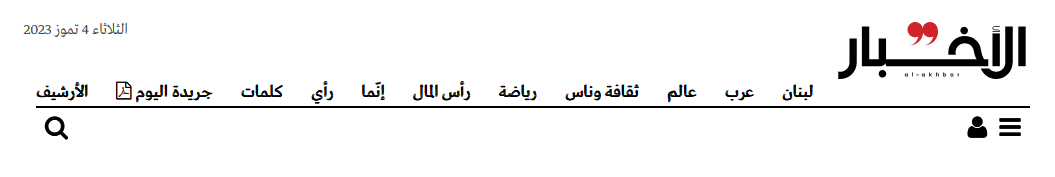 الثلاثاء 4 تموز 2023
الأخبار
al-akhbar
لبنان عرب عالم ثقافة وناس رياضة رأس المال إنّما رأي كلمات جريدة اليوم الأرشيف